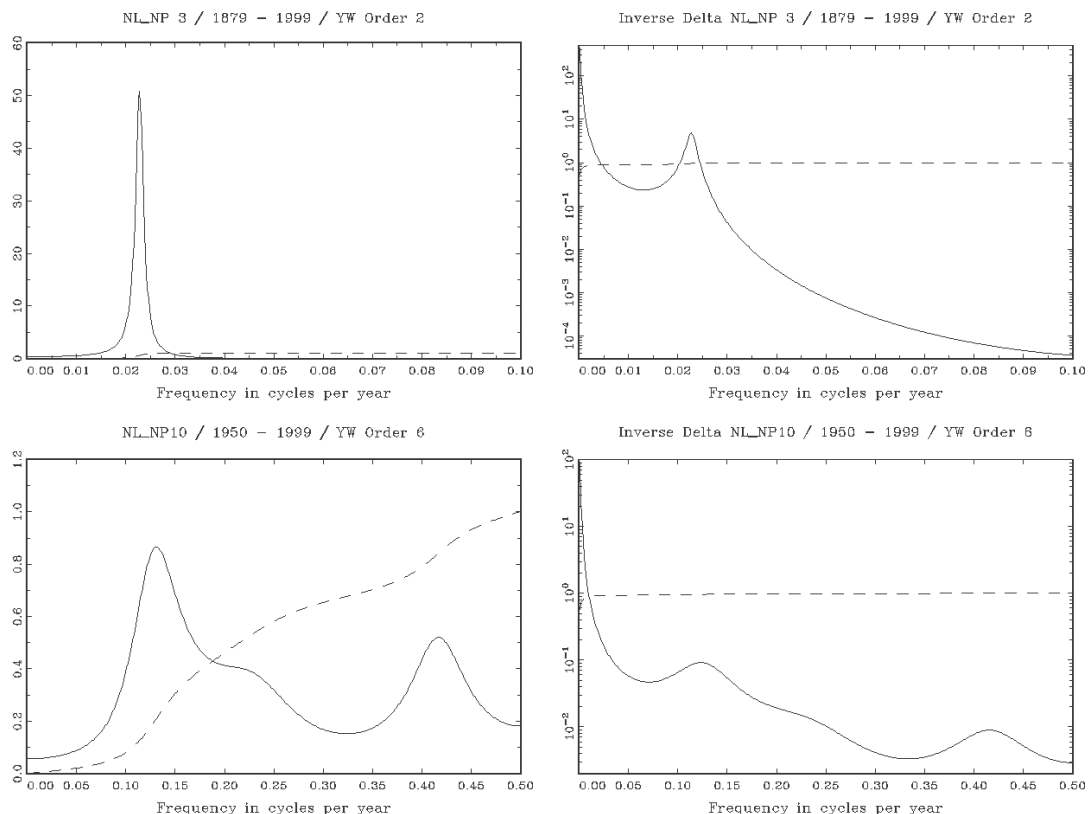 NL_NP 3 / 1879 - 1999 / YW Order 2
60
50
40
30
20
10
0
0.00 0.01 0.02 0.03 0.04 0.05 0.06 0.07 0.08 0.09 0.10
Frequency in cycles per year
Inverse Delta NL_NP 3 / 1879 - 1999 / YW Order 2
10^2
10^1
10^0
10^-1
10^-2
10^-3
10^-4
0.00 0.01 0.02 0.03 0.04 0.05 0.06 0.07 0.08 0.09 0.10
Frequency in cycles per year
NL_NP10 / 1950 - 1999 / YW Order 6
1.2
1.0
0.8
0.6
0.4
0.2
0.0
0.00 0.05 0.10 0.15 0.20 0.25 0.30 0.35 0.40 0.45 0.50
Frequency in cycles per year
Inverse Delta NL_NP10 / 1950 - 1999 / YW Order 6
10^2
10^1
10^0
10^-1
10^-2
0.00 0.05 0.10 0.15 0.20 0.25 0.30 0.35 0.40 0.45 0.50
Frequency in cycles per year